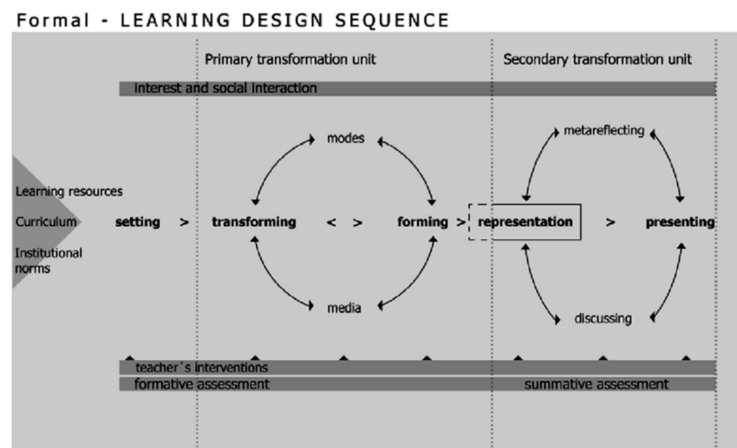 Formal - LEARNING DESIGN SEQUENCE
Primary transformation unit
Secondary transformation unit
interest and social interaction
modes
metareflecting
Learning resources
Curriculum
Institutional
norms
setting > transforming < > forming > representation > presenting
media
discussing
teacher´s interventions
formative assessment
summative assessment